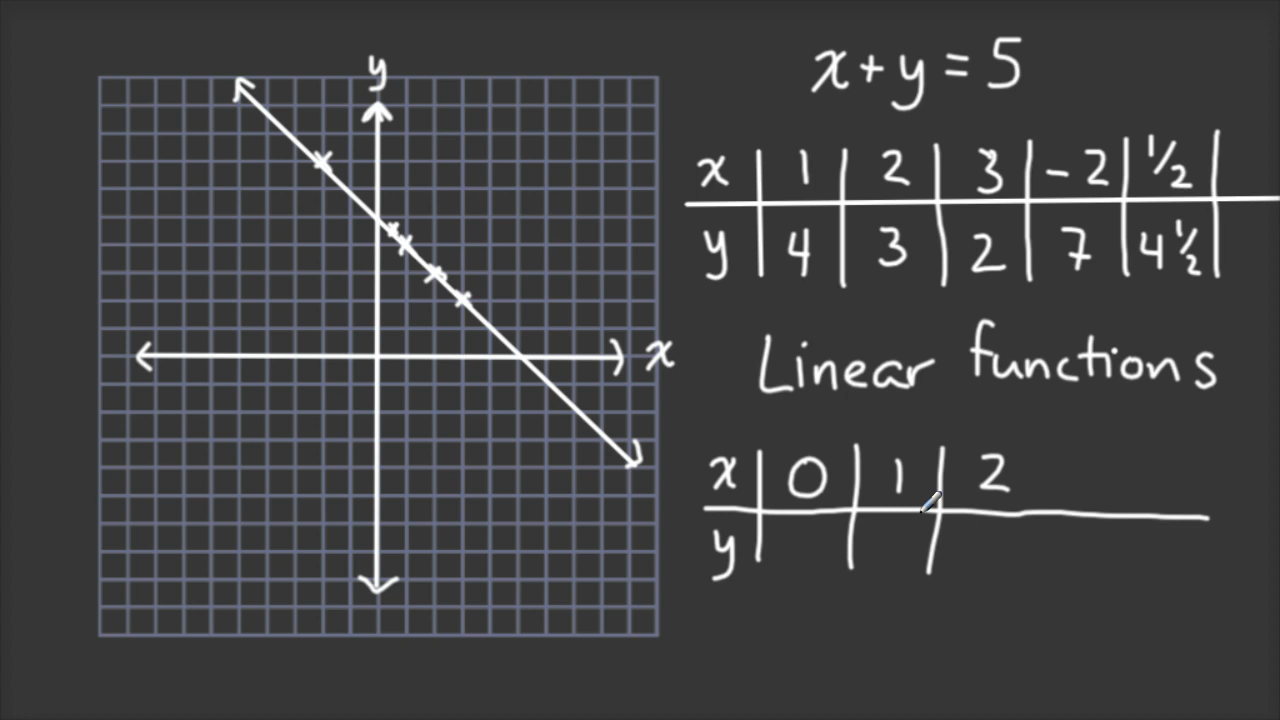 y
x
x+y=5
x 1 2 3 -2 1/2
y 4 3 2 7 4 1/2
Linear functions
x 0 1 2
y